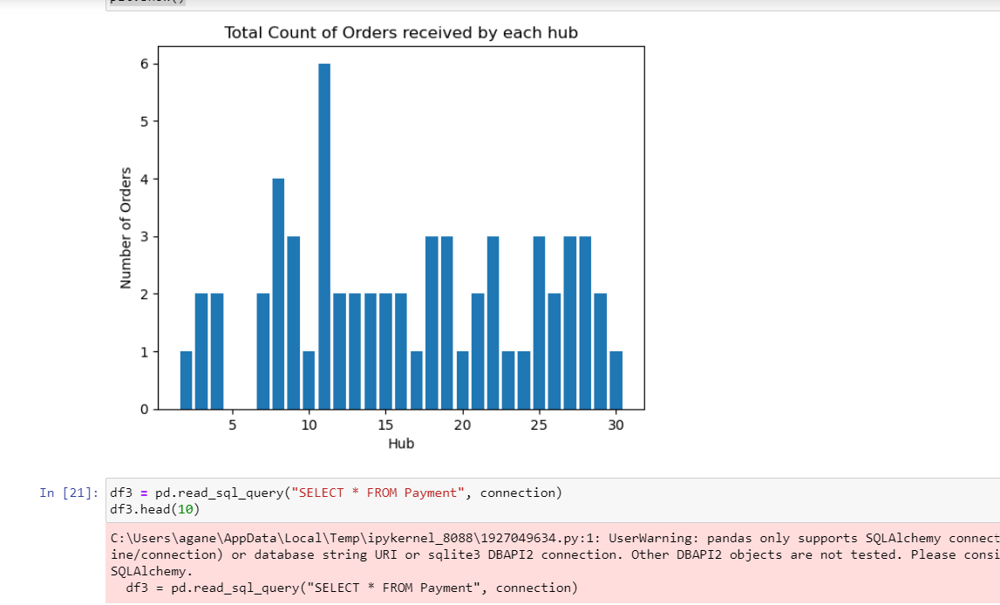 Total Count of Orders received by each hub
6
5
4
3
2
1
0
Number of Orders
5 10 15 20 25 30
Hub
In [21]: df3 = pd.read_sql_query("SELECT * FROM Payment", connection)
df3.head(10)
C:\Users\agane\AppData\Local\Temp\ipykernel_8088\1927049634.py:1: UserWarning: pandas only supports SQLAlchemy connect
ine/connection) or database string URI or sqlite3 DBAPI2 connection. Other DBAPI2 objects are not tested. Please consi
SQLAlchemy.
df3 = pd.read_sql_query("SELECT * FROM Payment", connection)